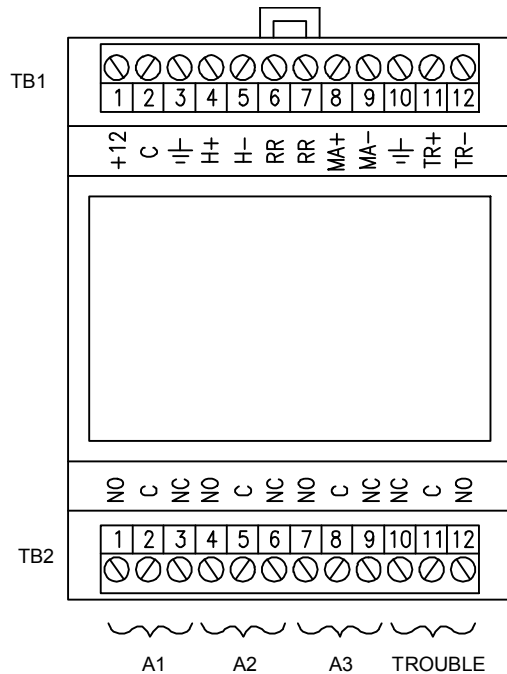 TB1
1 2 3 4 5 6 7 8 9 10 11 12
+12 C H+ H- RR RR MA+ MA- TR+ TR-
NO C NC NO C NC NO C NC NC C NO
TB2
1 2 3 4 5 6 7 8 9 10 11 12
A1 A2 A3 TROUBLE